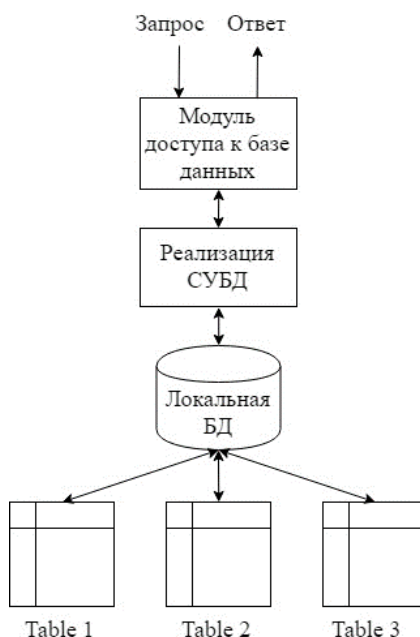 Запрос Ответ
Модуль
доступа к базе
данных
Реализация
СУБД
Локальная
БД
Table 1 Table 2 Table 3